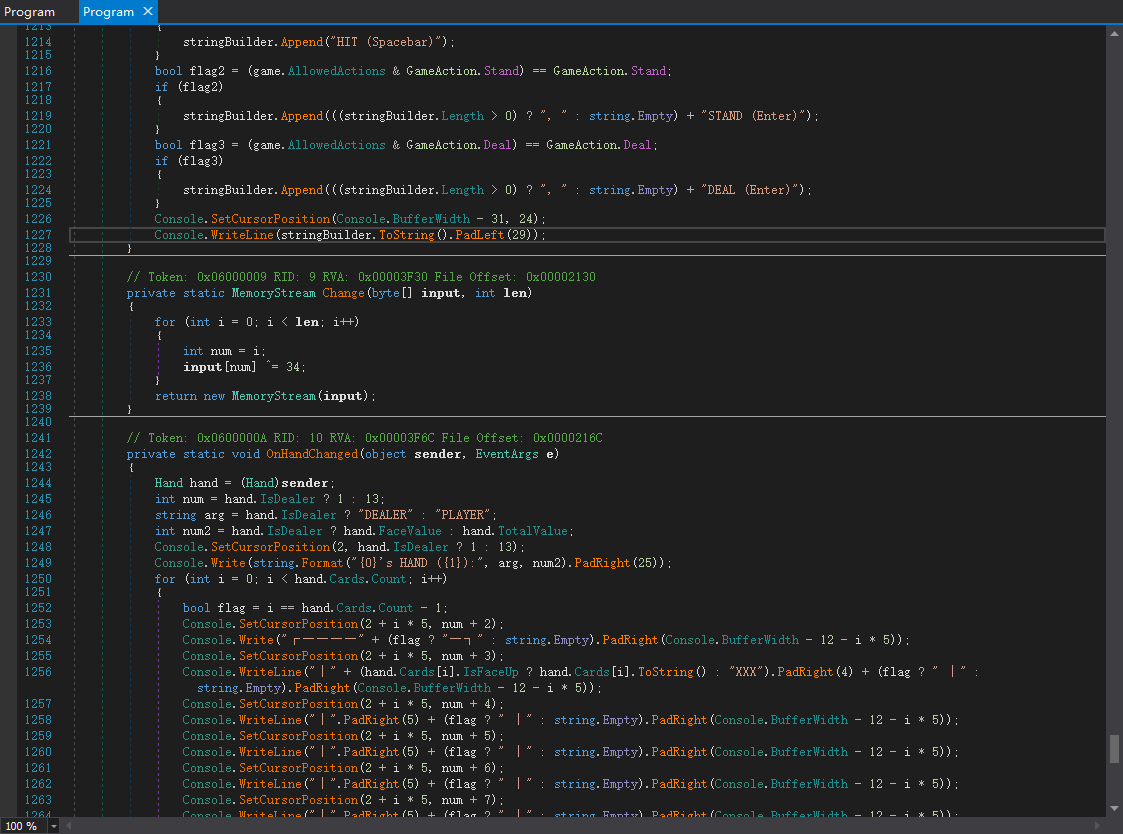 Program Program ✕
1213 {
1214 stringBuilder.Append("HIT (Spacebar)");
1215 }
1216 bool flag2 = (game.AllowedActions & GameAction.Stand) == GameAction.Stand;
1217 if (flag2)
1218 {
1219 stringBuilder.Append(((stringBuilder.Length > 0) ? ", " : string.Empty) + "STAND (Enter)");
1220 }
1221 bool flag3 = (game.AllowedActions & GameAction.Deal) == GameAction.Deal;
1222 if (flag3)
1223 {
1224 stringBuilder.Append(((stringBuilder.Length > 0) ? ", " : string.Empty) + "DEAL (Enter)");
1225 }
1226 Console.SetCursorPosition(Console.BufferWidth - 31, 24);
1227 Console.WriteLine(stringBuilder.ToString().PadLeft(29));
1228 }
1229
1230 // Token: 0x06000009 RID: 9 RVA: 0x00003F30 File Offset: 0x00002130
1231 private static MemoryStream Change(byte[] input, int len)
1232 {
1233 for (int i = 0; i < len; i++)
1234 {
1235 int num = i;
1236 input[num] ^= 34;
1237 }
1238 return new MemoryStream(input);
1239 }
1240
1241 // Token: 0x0600000A RID: 10 RVA: 0x00003F6C File Offset: 0x0000216C
1242 private static void OnHandChanged(object sender, EventArgs e)
1243 {
1244 Hand hand = (Hand)sender;
1245 int num = hand.IsDealer ? 1 : 13;
1246 string arg = hand.IsDealer ? "DEALER" : "PLAYER";
1247 int num2 = hand.IsDealer ? hand.FaceValue : hand.TotalValue;
1248 Console.SetCursorPosition(2, hand.IsDealer ? 1 : 13);
1249 Console.Write(string.Format("{0}'s HAND ({1}):", arg, num2).PadRight(25));
1250 for (int i = 0; i < hand.Cards.Count; i++)
1251 {
1252 bool flag = i == hand.Cards.Count - 1;
1253 Console.SetCursorPosition(2 + i * 5, num + 2);
1254 Console.Write("┌────" + (flag ? "─┐" : string.Empty).PadRight(Console.BufferWidth - 12 - i * 5));
1255 Console.SetCursorPosition(2 + i * 5, num + 3);
1256 Console.WriteLine("│" + (hand.Cards[i].IsFaceUp ? hand.Cards[i].ToString() : "XXX").PadRight(4) + (flag ? " │" :
string.Empty).PadRight(Console.BufferWidth - 12 - i * 5));
1257 Console.SetCursorPosition(2 + i * 5, num + 4);
1258 Console.WriteLine("│".PadRight(5) + (flag ? " │" : string.Empty).PadRight(Console.BufferWidth - 12 - i * 5));
1259 Console.SetCursorPosition(2 + i * 5, num + 5);
1260 Console.WriteLine("│".PadRight(5) + (flag ? " │" : string.Empty).PadRight(Console.BufferWidth - 12 - i * 5));
1261 Console.SetCursorPosition(2 + i * 5, num + 6);
1262 Console.WriteLine("│".PadRight(5) + (flag ? " │" : string.Empty).PadRight(Console.BufferWidth - 12 - i * 5));
1263 Console.SetCursorPosition(2 + i * 5, num + 7);
1264 Console.WriteLine("│".PadRight(5) + (flag ? " │" : string.Empty).PadRight(Console.BufferWidth - 12 - i * 5));
100 %